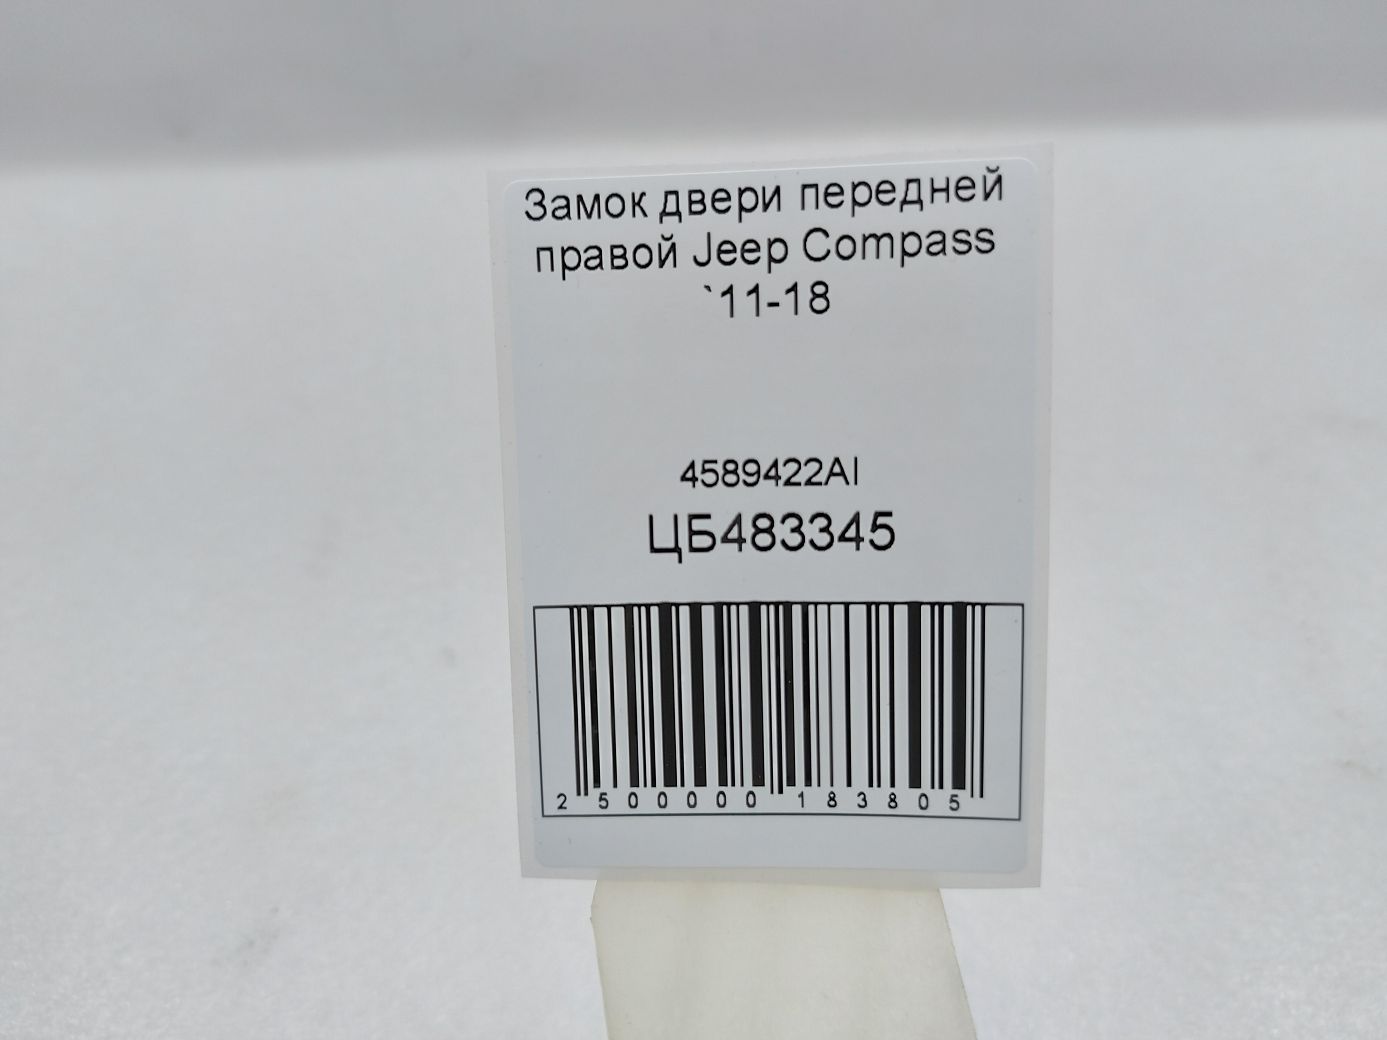 Замок двери передней
правой Jeep Compass
`11-18
4589422AI
ЦБ483345
2 500000 183805